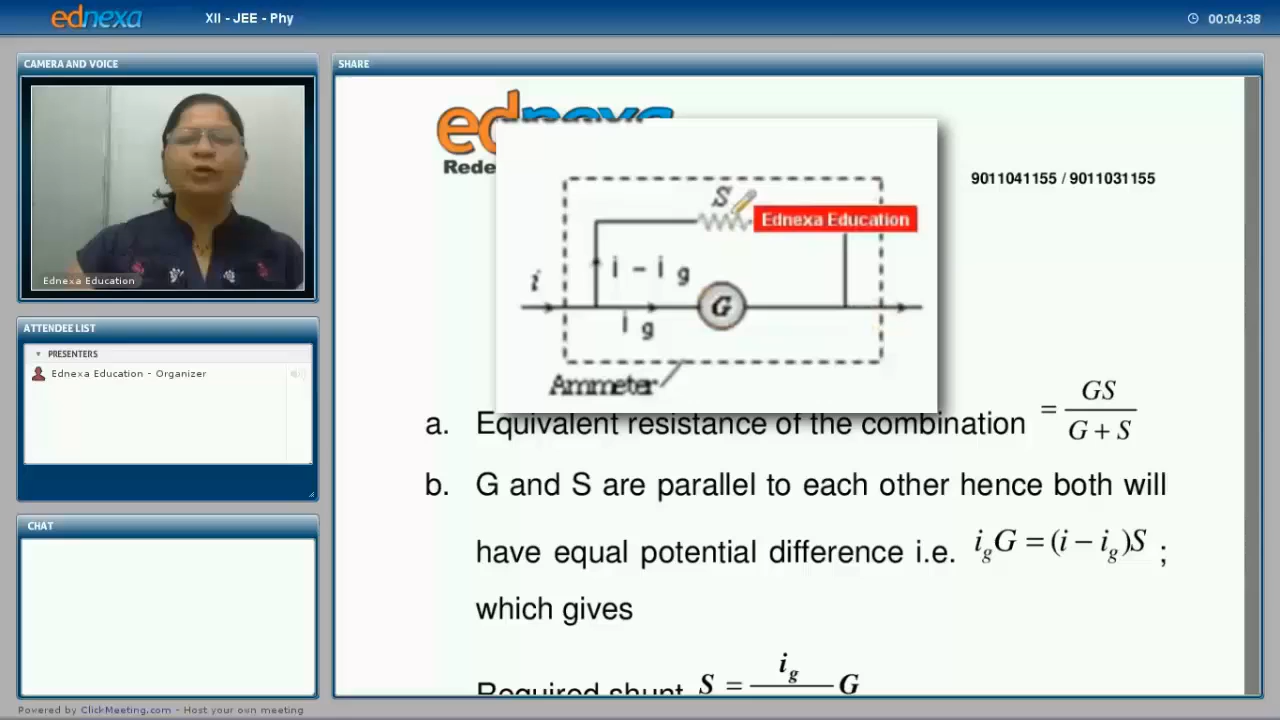 ednexa
XII - JEE - Phy
00:04:38
CAMERA AND VOICE
Ednexa Education
ATTENDEE LIST
PRESENTERS
Ednexa Education - Organizer
CHAT
SHARE
ednexa
Rede
9011041155 / 9011031155
S
Ednexa Education
i
i - i g
G
i g
Ammeter
a. Equivalent resistance of the combination = GS / G + S
b. G and S are parallel to each other hence both will
have equal potential difference i.e. i_g G = (i - i_g)S ;
which gives
Required shunt S = i_g G
Powered by ClickMeeting.com - Host your own meeting